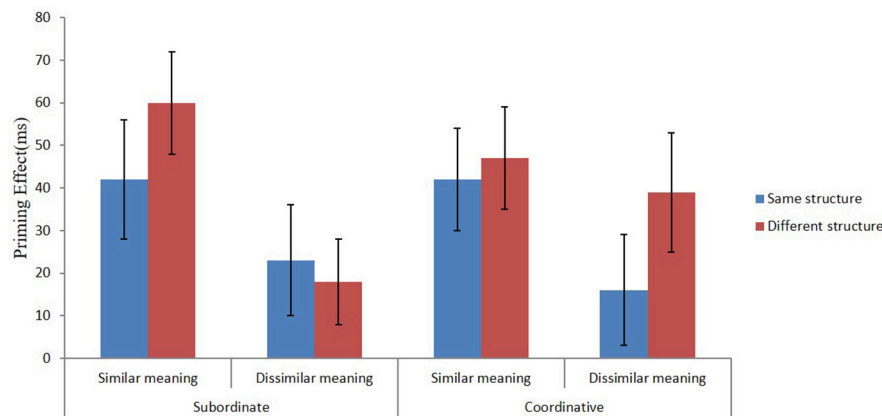 80
70
60
50
40
30
20
10
0
Priming Effect(ms)
Similar meaning Dissimilar meaning Similar meaning Dissimilar meaning
Subordinate Coordinative
Same structure
Different structure